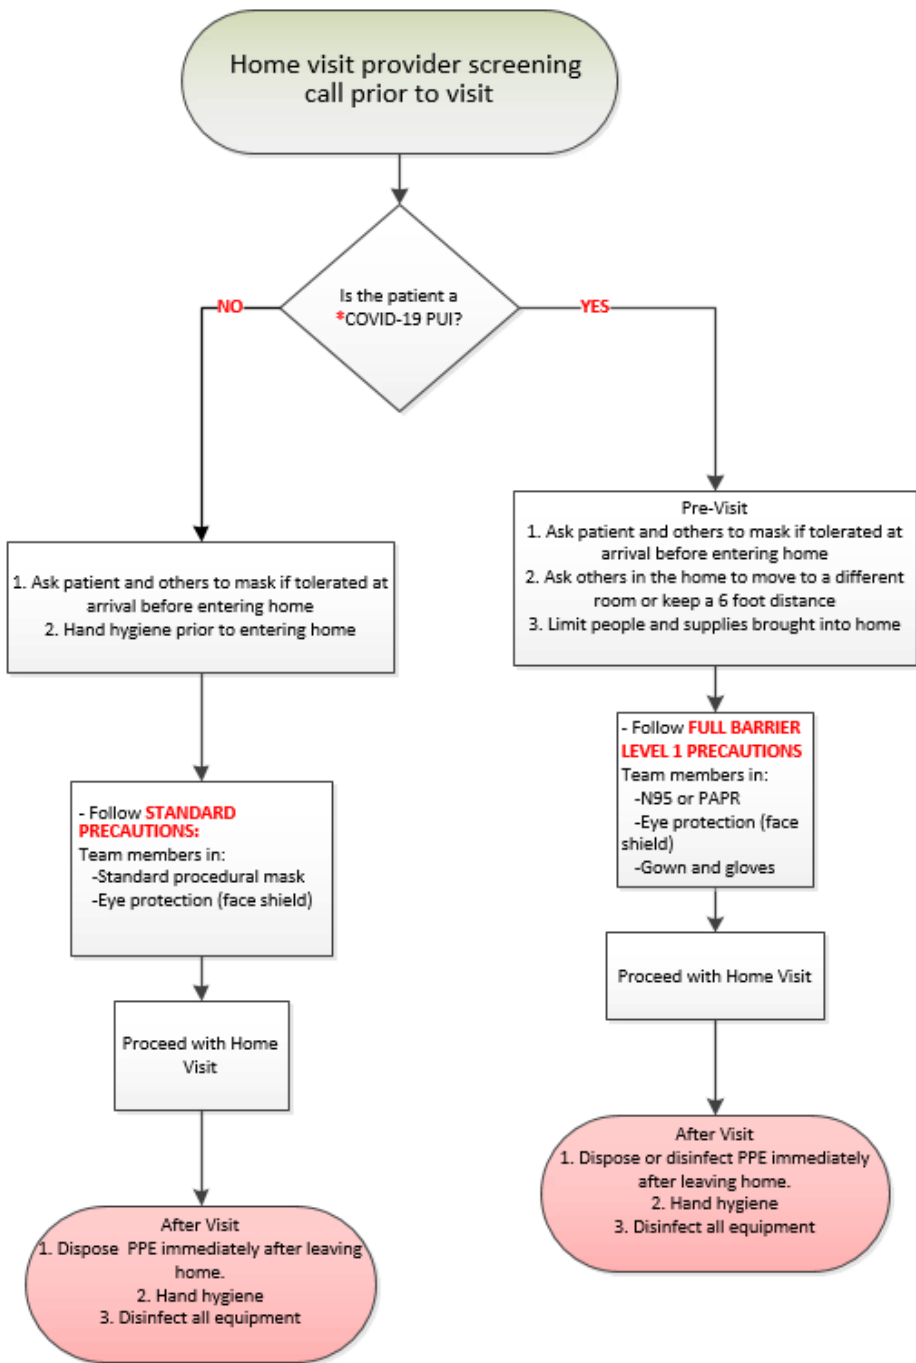 Home visit provider screening
call prior to visit
Is the patient a
*COVID-19 PUI?
NO
YES
1. Ask patient and others to mask if tolerated at
arrival before entering home
2. Hand hygiene prior to entering home
- Follow STANDARD
PRECAUTIONS:
Team members in:
-Standard procedural mask
-Eye protection (face shield)
Proceed with Home
Visit
After Visit
1. Dispose  PPE immediately after leaving
home.
2. Hand hygiene
3. Disinfect all equipment
Pre-Visit
1. Ask patient and others to mask if tolerated at
arrival before entering home
2. Ask others in the home to move to a different
room or keep a 6 foot distance
3. Limit people and supplies brought into home
- Follow FULL BARRIER
LEVEL 1 PRECAUTIONS
Team members in:
-N95 or PAPR
-Eye protection (face
shield)
-Gown and gloves
Proceed with Home Visit
After Visit
1. Dispose or disinfect PPE immediately
after leaving home.
2. Hand hygiene
3. Disinfect all equipment